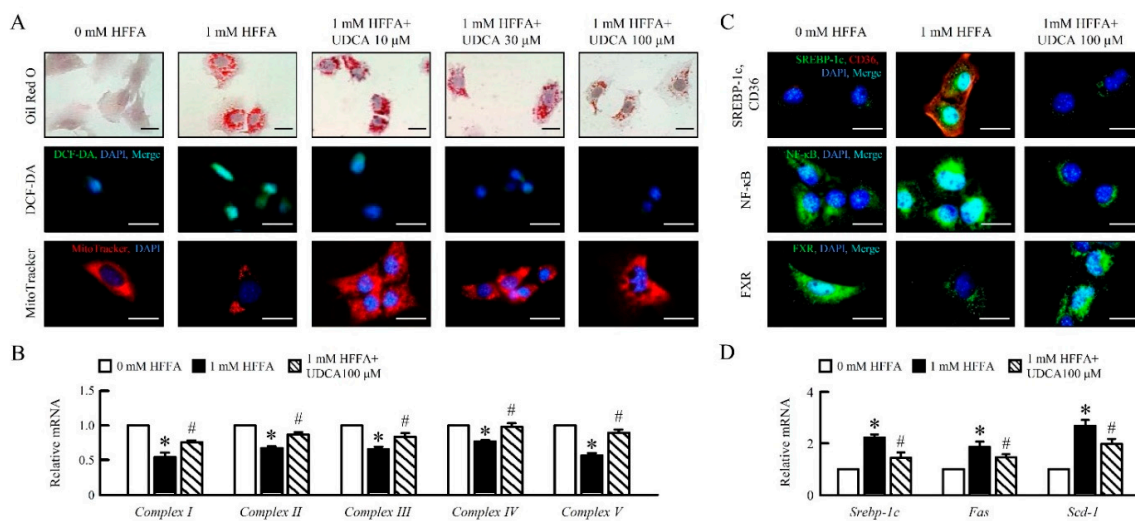 A
0 mM HFFA
1 mM HFFA
1 mM HFFA+
UDCA 10 μM
1 mM HFFA+
UDCA 30 μM
1 mM HFFA+
UDCA 100 μM
Oil Red O
DCF-DA
DCF-DA, DAPI, Merge
MitoTracker
MitoTracker, DAPI
B
0 mM HFFA
1 mM HFFA
1 mM HFFA+
UDCA100 μM
Relative mRNA
1.5
1.0
0.5
0
* # * # * # * # * #
Complex I
Complex II
Complex III
Complex IV
Complex V
C
0 mM HFFA
1 mM HFFA
1mM HFFA+
UDCA 100 μM
SREBP-1c,
CD36
SREBP-1c, CD36,
DAPI, Merge
NF-κB
NF-κB, DAPI, Merge
FXR
FXR, DAPI, Merge
D
0 mM HFFA
1 mM HFFA
1 mM HFFA+
UDCA100 μM
Relative mRNA
4
2
0
* # * # * #
Srebp-1c
Fas
Scd-1